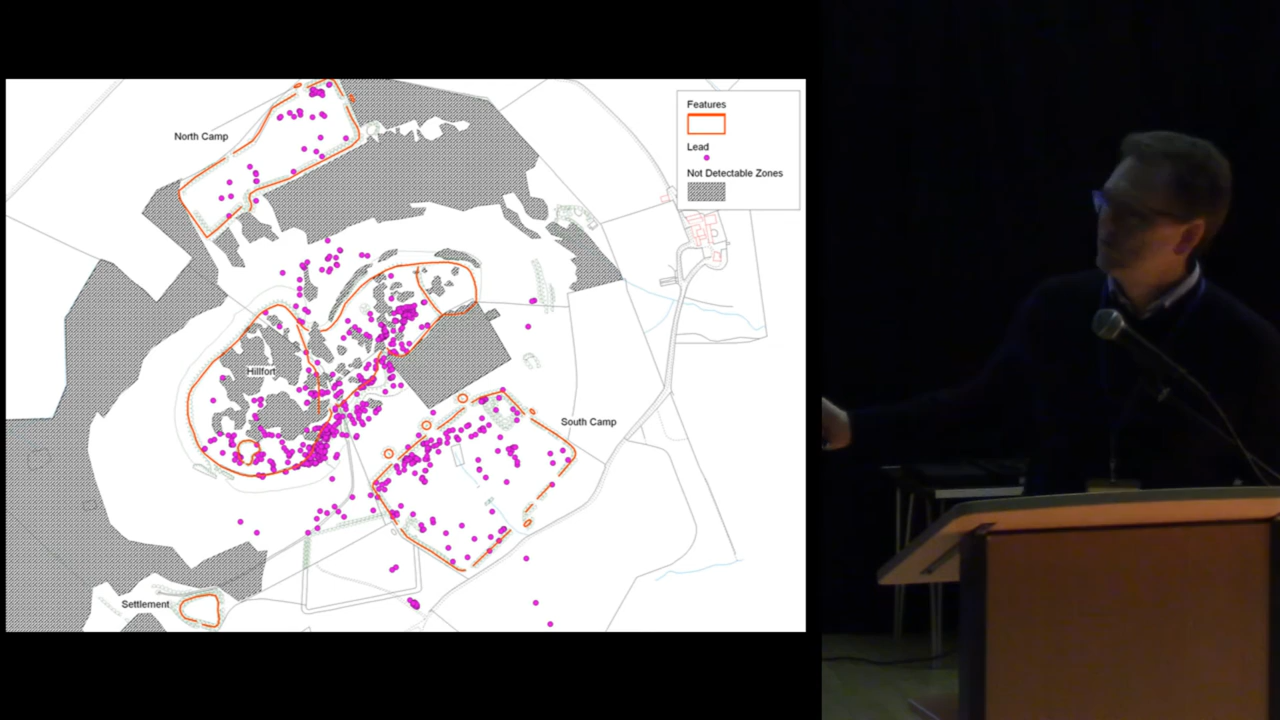 North Camp
Features
Lead
Not Detectable Zones
Hillfort
South Camp
Settlement